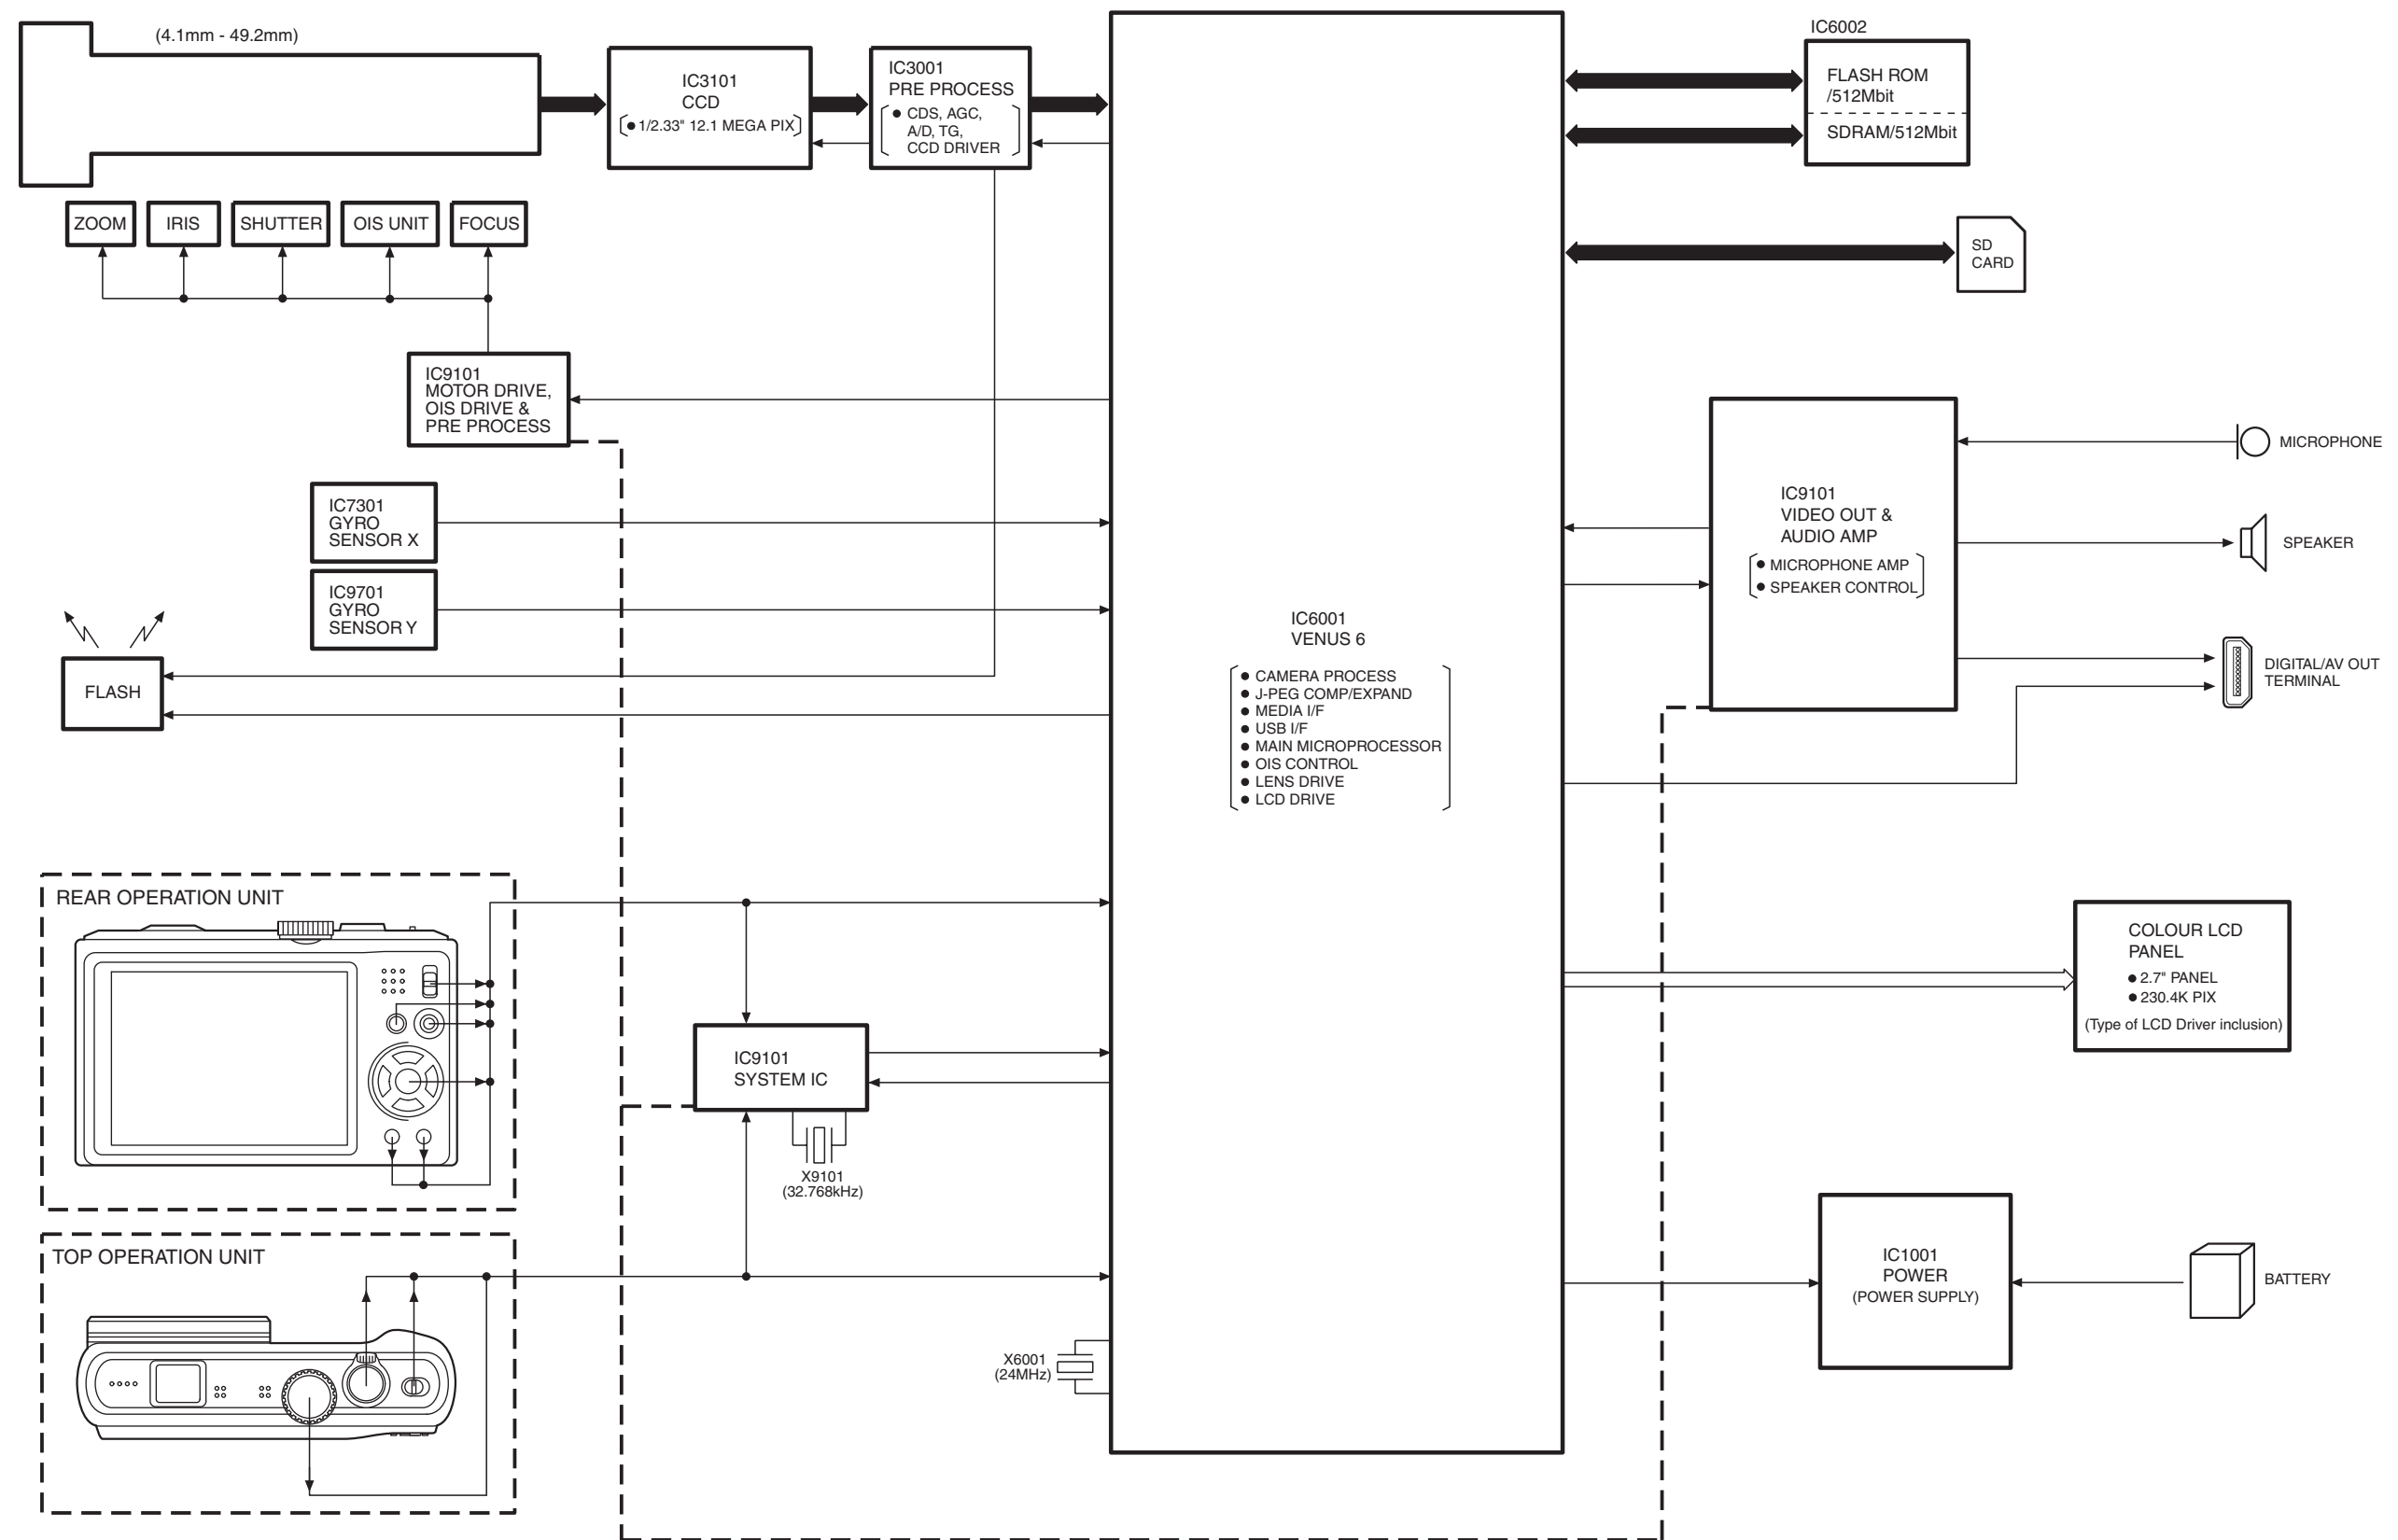 (4.1mm - 49.2mm)
IC3101
CCD
● 1/2.33" 12.1 MEGA PIX
IC3001
PRE PROCESS
● CDS, AGC,
A/D, TG,
CCD DRIVER
IC6002
FLASH ROM
/512Mbit
SDRAM/512Mbit
ZOOM
IRIS
SHUTTER
OIS UNIT
FOCUS
SD
CARD
IC9101
MOTOR DRIVE,
OIS DRIVE &
PRE PROCESS
IC7301
GYRO
SENSOR X
IC9701
GYRO
SENSOR Y
FLASH
IC6001
VENUS 6
● CAMERA PROCESS
● J-PEG COMP/EXPAND
● MEDIA I/F
● USB I/F
● MAIN MICROPROCESSOR
● OIS CONTROL
● LENS DRIVE
● LCD DRIVE
IC9101
VIDEO OUT &
AUDIO AMP
● MICROPHONE AMP
● SPEAKER CONTROL
MICROPHONE
SPEAKER
DIGITAL/AV OUT
TERMINAL
REAR OPERATION UNIT
IC9101
SYSTEM IC
X9101
(32.768kHz)
COLOUR LCD
PANEL
● 2.7" PANEL
● 230.4K PIX
(Type of LCD Driver inclusion)
TOP OPERATION UNIT
X6001
(24MHz)
IC1001
POWER
(POWER SUPPLY)
BATTERY